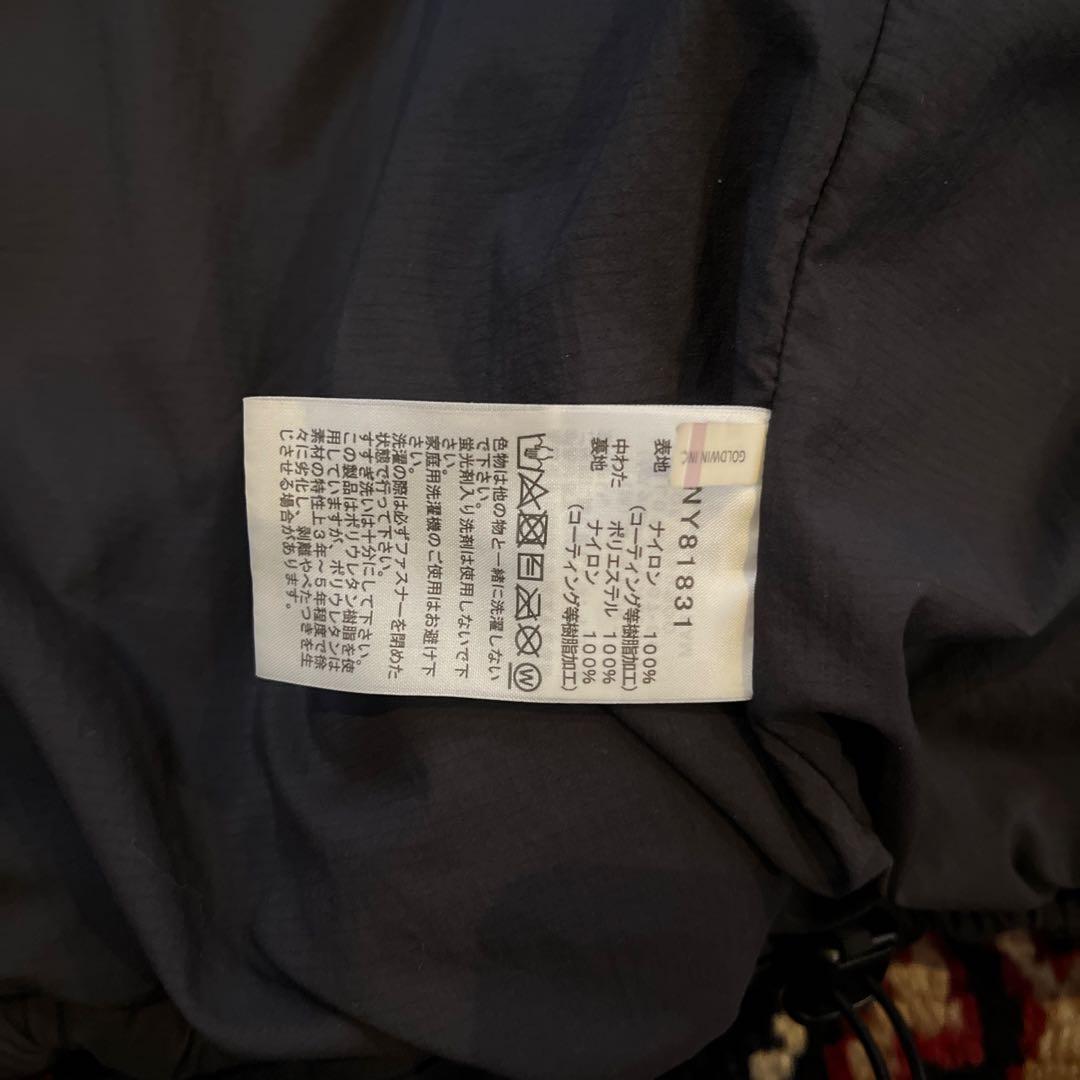 GOLDWIN INC
NY81831
表地 ナイロン 100%
(コーティング等樹脂加工)
中わた ポリエステル 100%
裏地 ナイロン 100%
(コーティング等樹脂加工)
W
色物は他の物と一緒に洗濯しない
で下さい。
蛍光剤入り洗剤は使用しないで下
さい。
家庭用洗濯機のご使用はお避け下
さい。
洗濯の際は必ずファスナーを閉めた
状態で行って下さい。
すすぎ洗いは十分にして下さい。
この製品はポリウレタン樹脂を使
用していますが、ポリウレタンは
素材の特性上3年~5年程度で徐
々に劣化し、剥離やべたつきを生
じさせる場合があります。